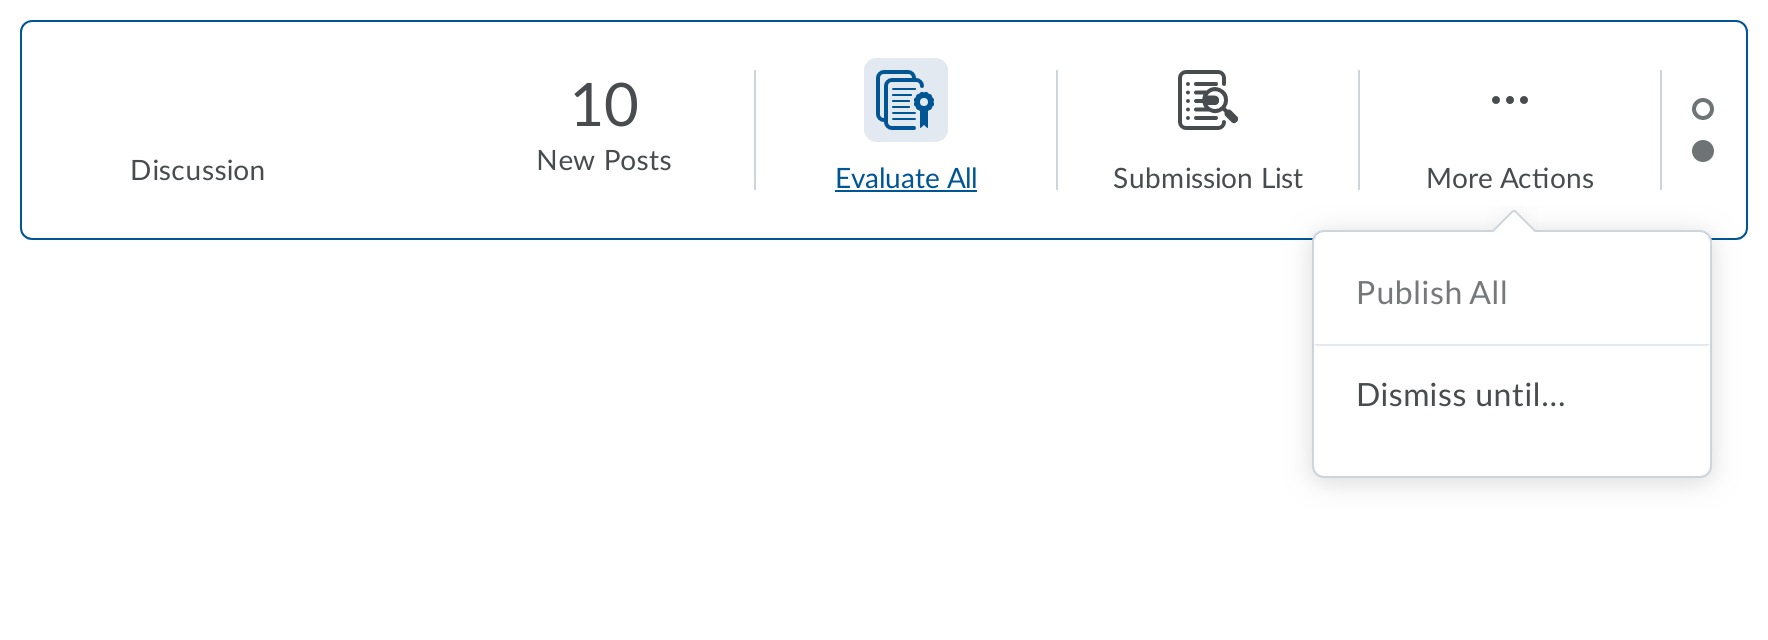 Discussion
10
New Posts
Evaluate All
Submission List
More Actions
Publish All
Dismiss until...